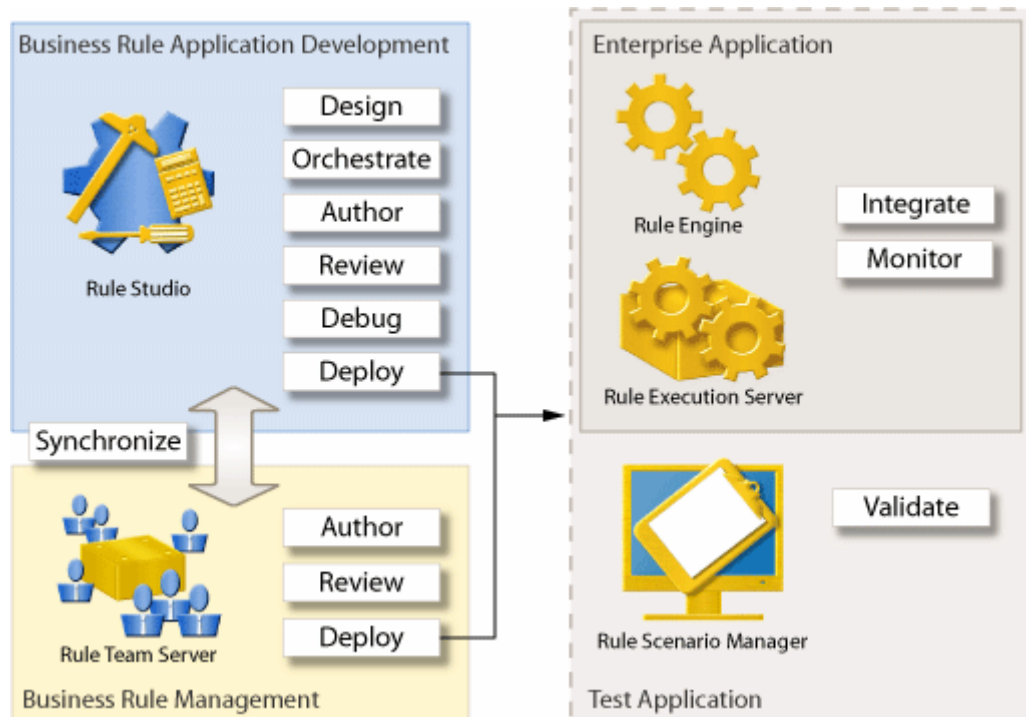 Business Rule Application Development
Design
Orchestrate
Author
Review
Debug
Deploy
Rule Studio
Synchronize
Author
Review
Deploy
Rule Team Server
Business Rule Management
Enterprise Application
Rule Engine
Integrate
Monitor
Rule Execution Server
Validate
Rule Scenario Manager
Test Application